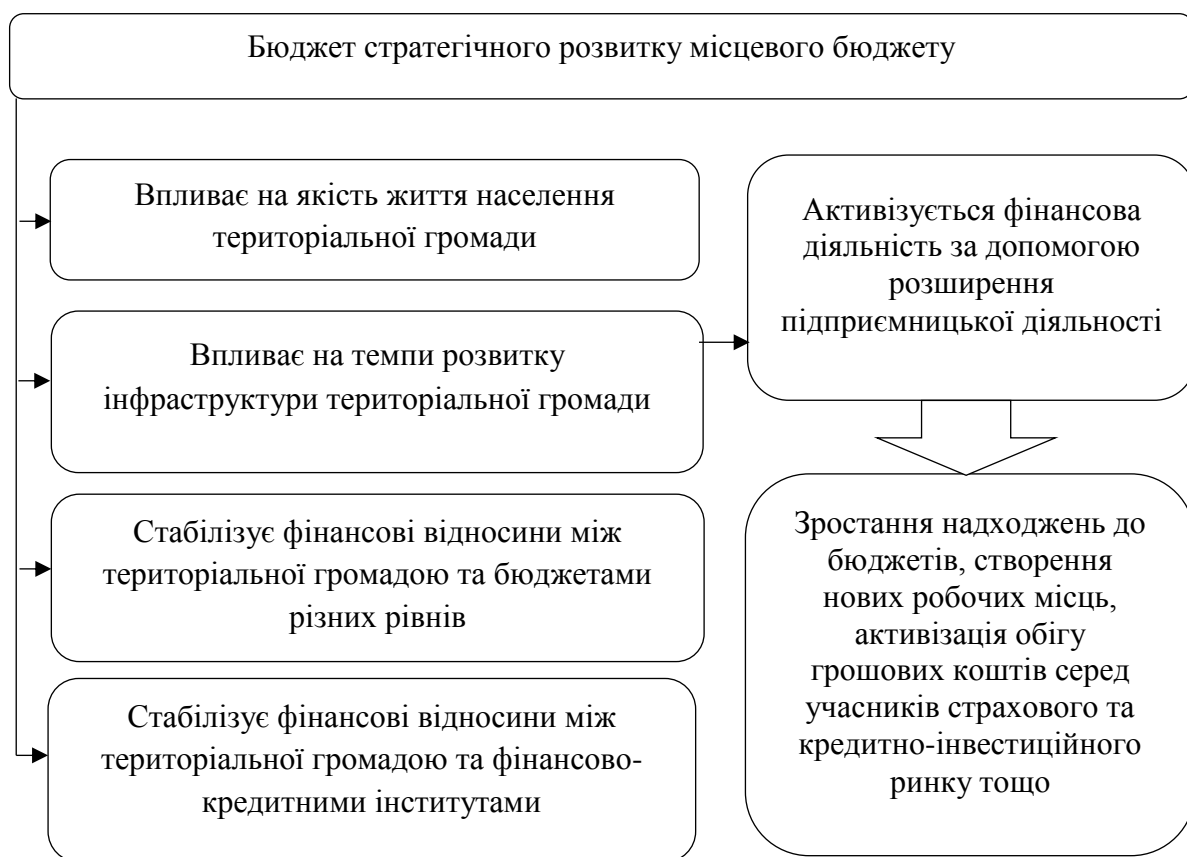 Бюджет стратегічного розвитку місцевого бюджету
Впливає на якість життя населення
територіальної громади
Впливає на темпи розвитку
інфраструктури територіальної громади
Стабілізує фінансові відносини між
територіальної громадою та бюджетами
різних рівнів
Стабілізує фінансові відносини між
територіальної громадою та фінансово-
кредитними інститутами
Активізується фінансова
діяльність за допомогою
розширення
підприємницької діяльності
Зростання надходжень до
бюджетів, створення
нових робочих місць,
активізація обігу
грошових коштів серед
учасників страхового та
кредитно-інвестиційного
ринку тощо